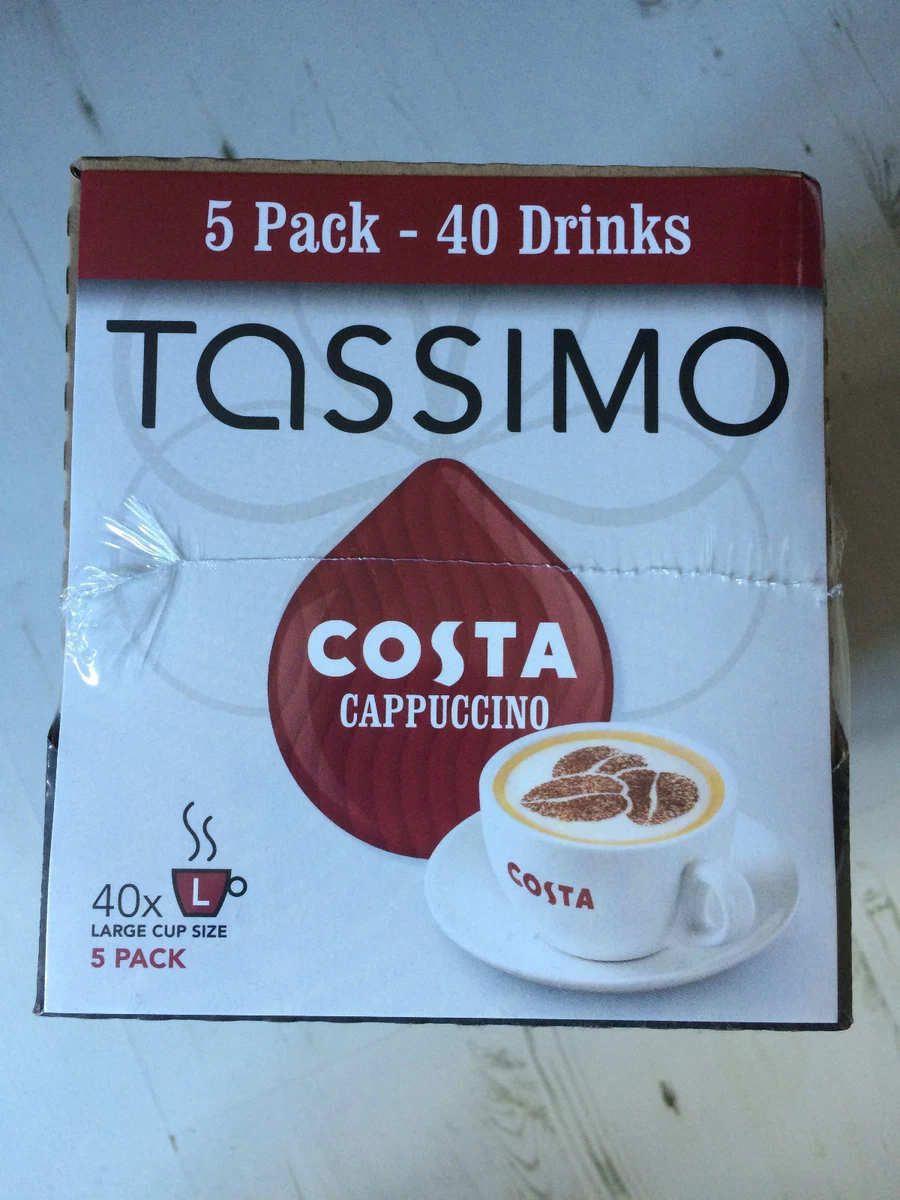 5 Pack - 40 Drinks
TASSIMO
COSTA
CAPPUCCINO
COSTA
40x L
LARGE CUP SIZE
5 PACK